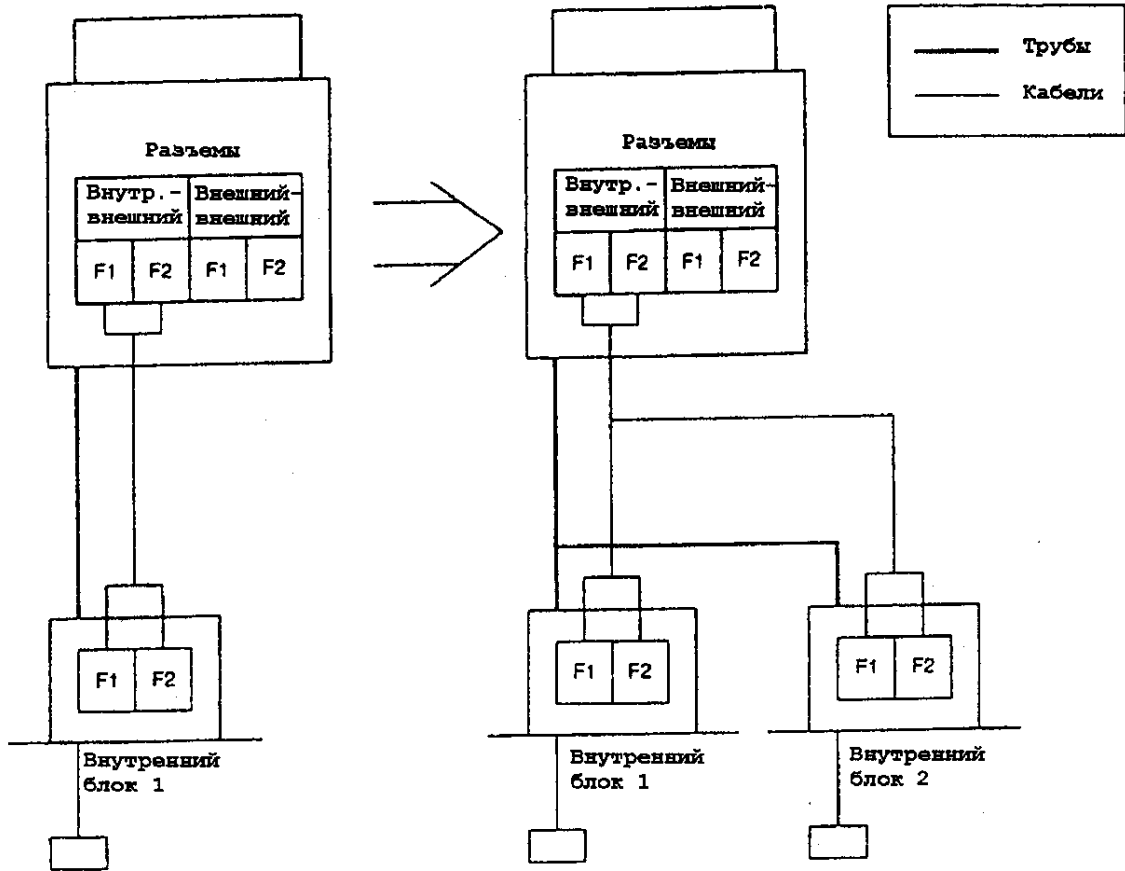 Трубы
Кабели
Разъемы
Внутр.- Внешний-
внешний внешний
F1 F2 F1 F2
F1 F2
Внутренний
блок 1
Разъемы
Внутр.- Внешний-
внешний внешний
F1 F2 F1 F2
F1 F2
Внутренний
блок 1
F1 F2
Внутренний
блок 2